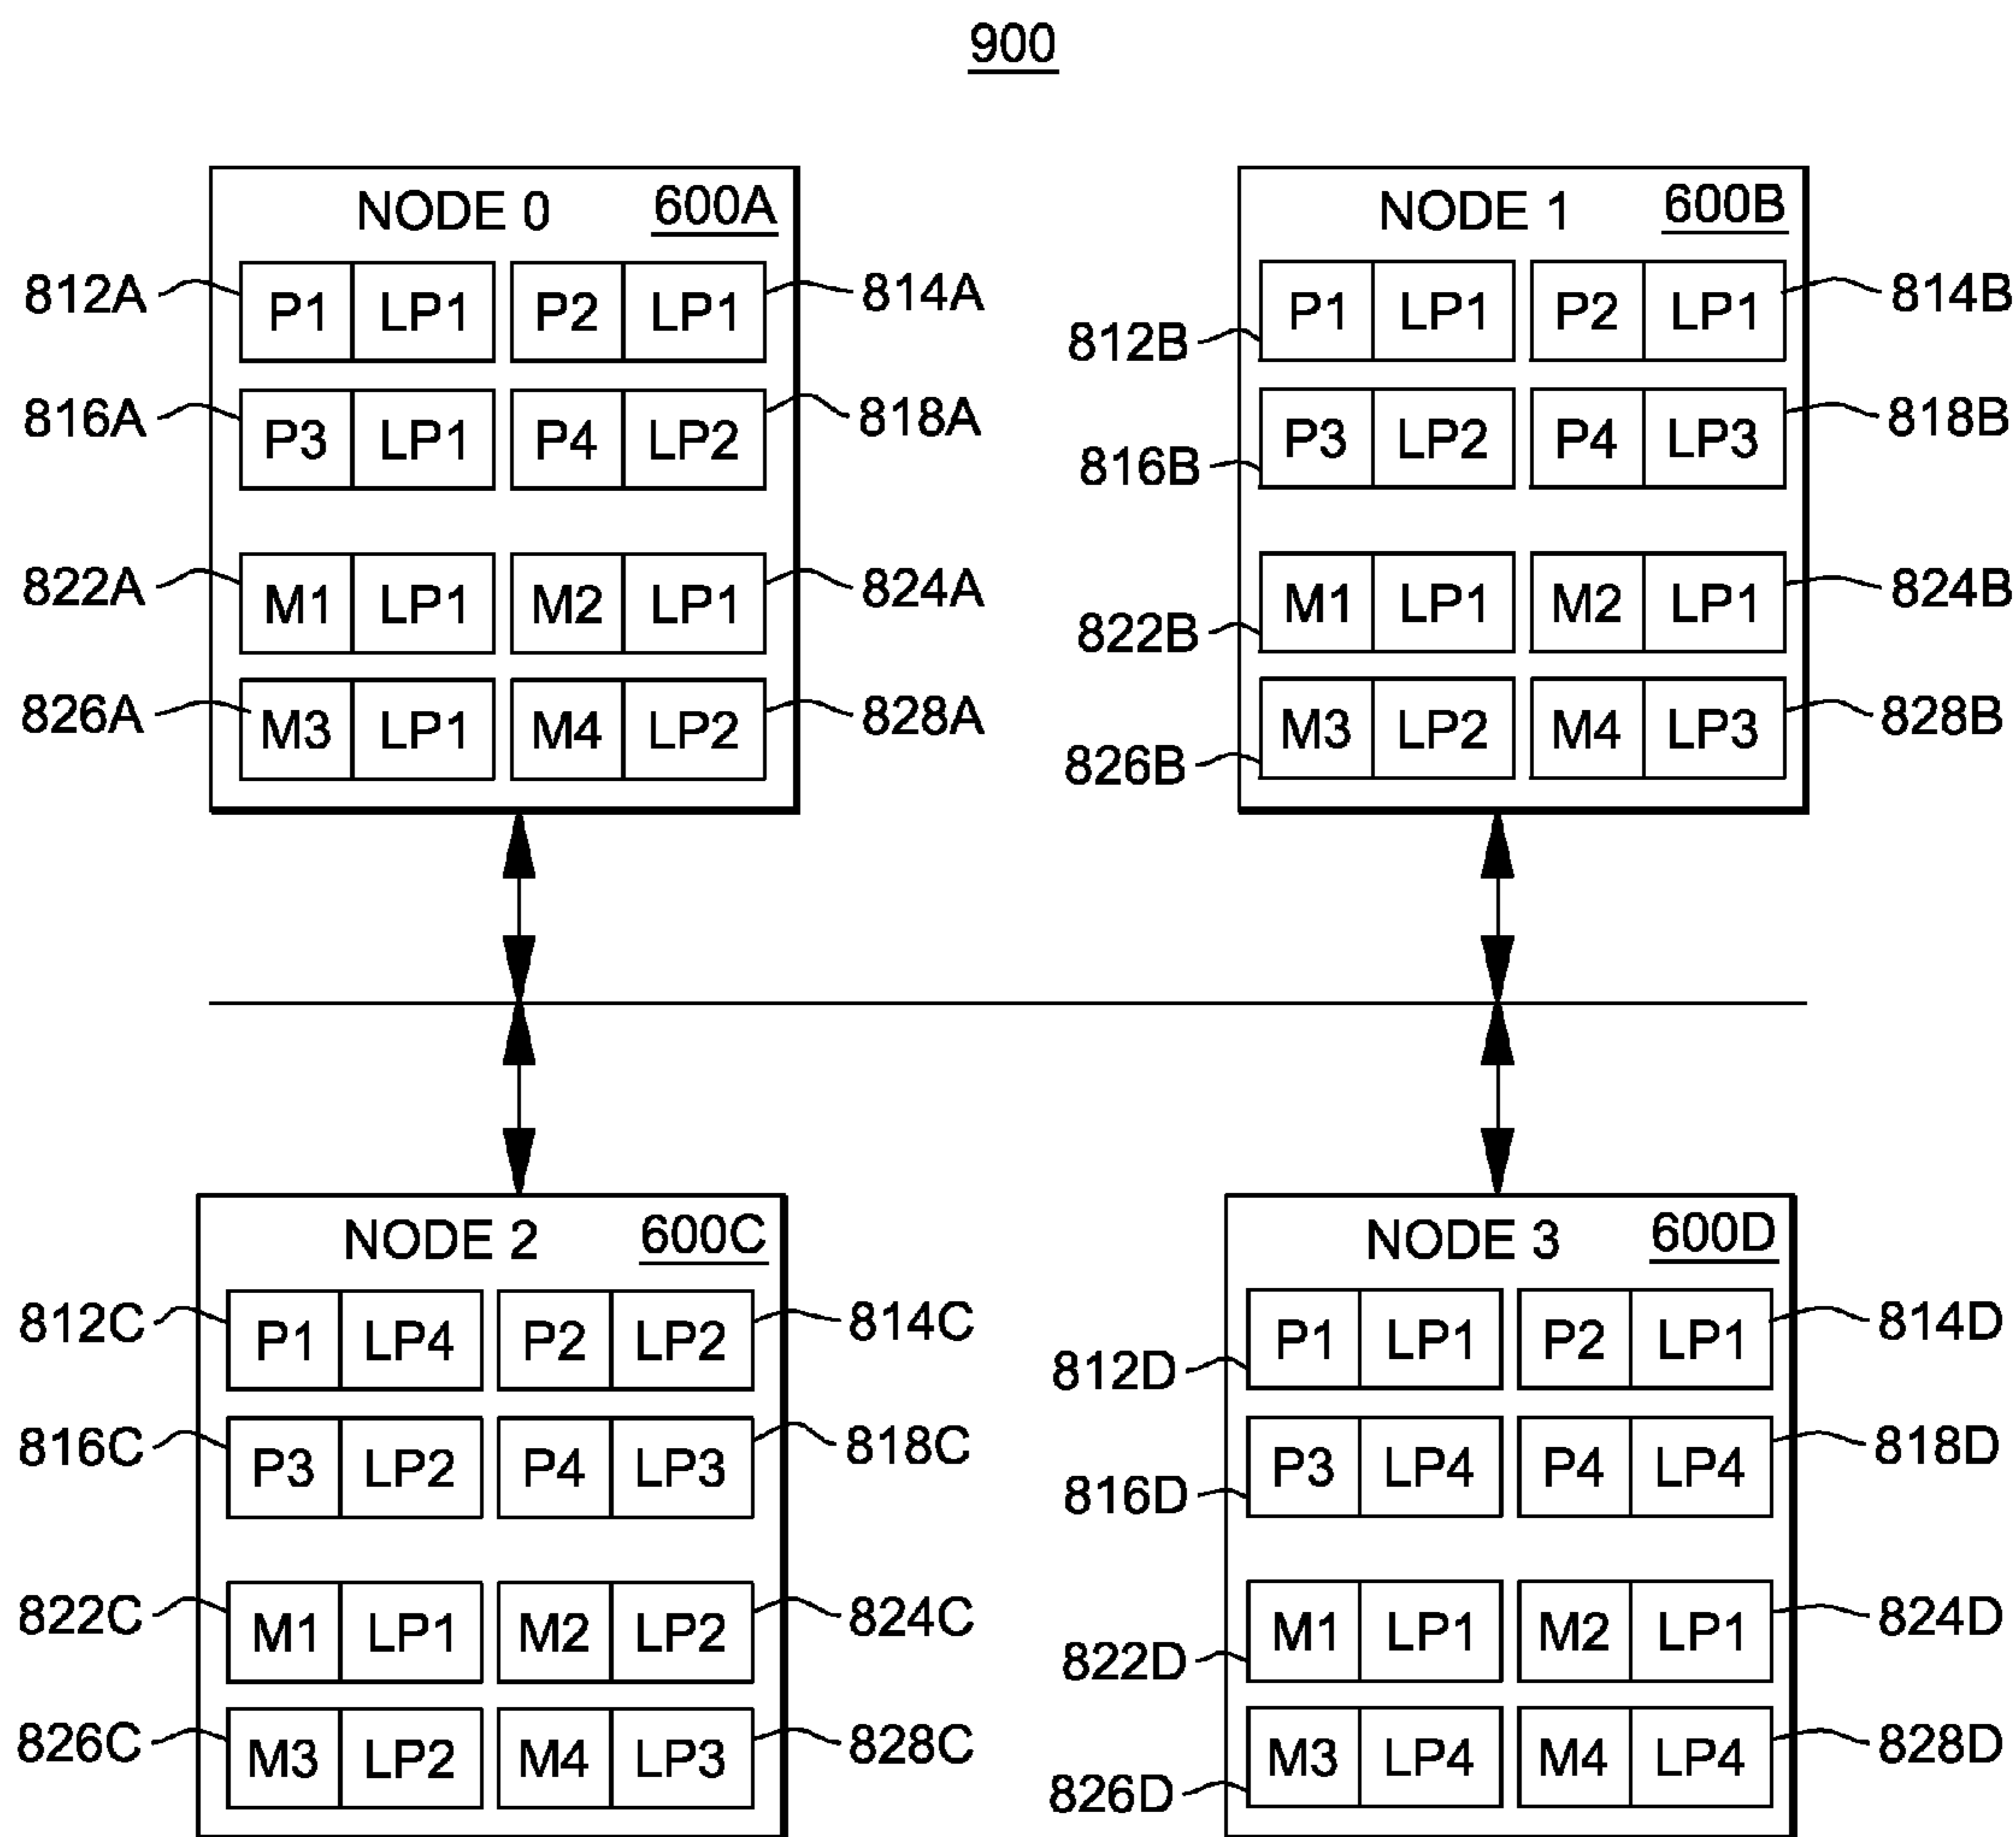 900
NODE 0 600A
812A P1 LP1 P2 LP1 814A
816A P3 LP1 P4 LP2 818A
822A M1 LP1 M2 LP1 824A
826A M3 LP1 M4 LP2 828A
NODE 1 600B
812B P1 LP1 P2 LP1 814B
816B P3 LP2 P4 LP3 818B
822B M1 LP1 M2 LP1 824B
826B M3 LP2 M4 LP3 828B
NODE 2 600C
812C P1 LP4 P2 LP2 814C
816C P3 LP2 P4 LP3 818C
822C M1 LP1 M2 LP2 824C
826C M3 LP2 M4 LP3 828C
NODE 3 600D
812D P1 LP1 P2 LP1 814D
816D P3 LP4 P4 LP4 818D
822D M1 LP1 M2 LP1 824D
826D M3 LP4 M4 LP4 828D